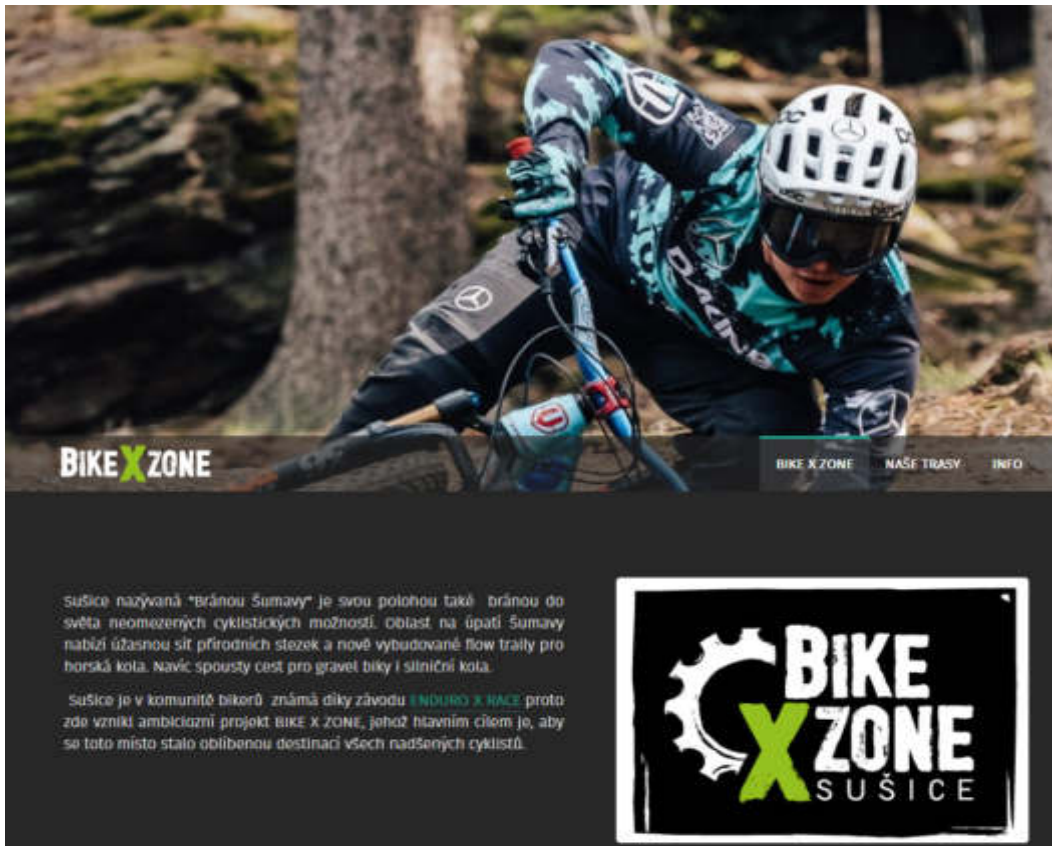 DAKINE
BIKE X ZONE
BIKE X ZONE NAŠE TRASY INFO
Sušice nazývaná "Bránou Šumavy" je svou polohou také bránou do
světa neomezených cyklistických možností. Oblast na úpatí Šumavy
nabízí úžasnou síť přírodních stezek a nově vybudované flow traily pro
horská kola. Navíc spousty cest pro gravel biky i silniční kola.
Sušice je v komunitě bikerů známá díky závodu ENDURO X RACE proto
zde vznikl ambiciozní projekt BIKE X ZONE, jehož hlavním cílem je, aby
se toto místo stalo oblíbenou destinací všech nadšených cyklistů.
BIKE
X ZONE
SUŠICE